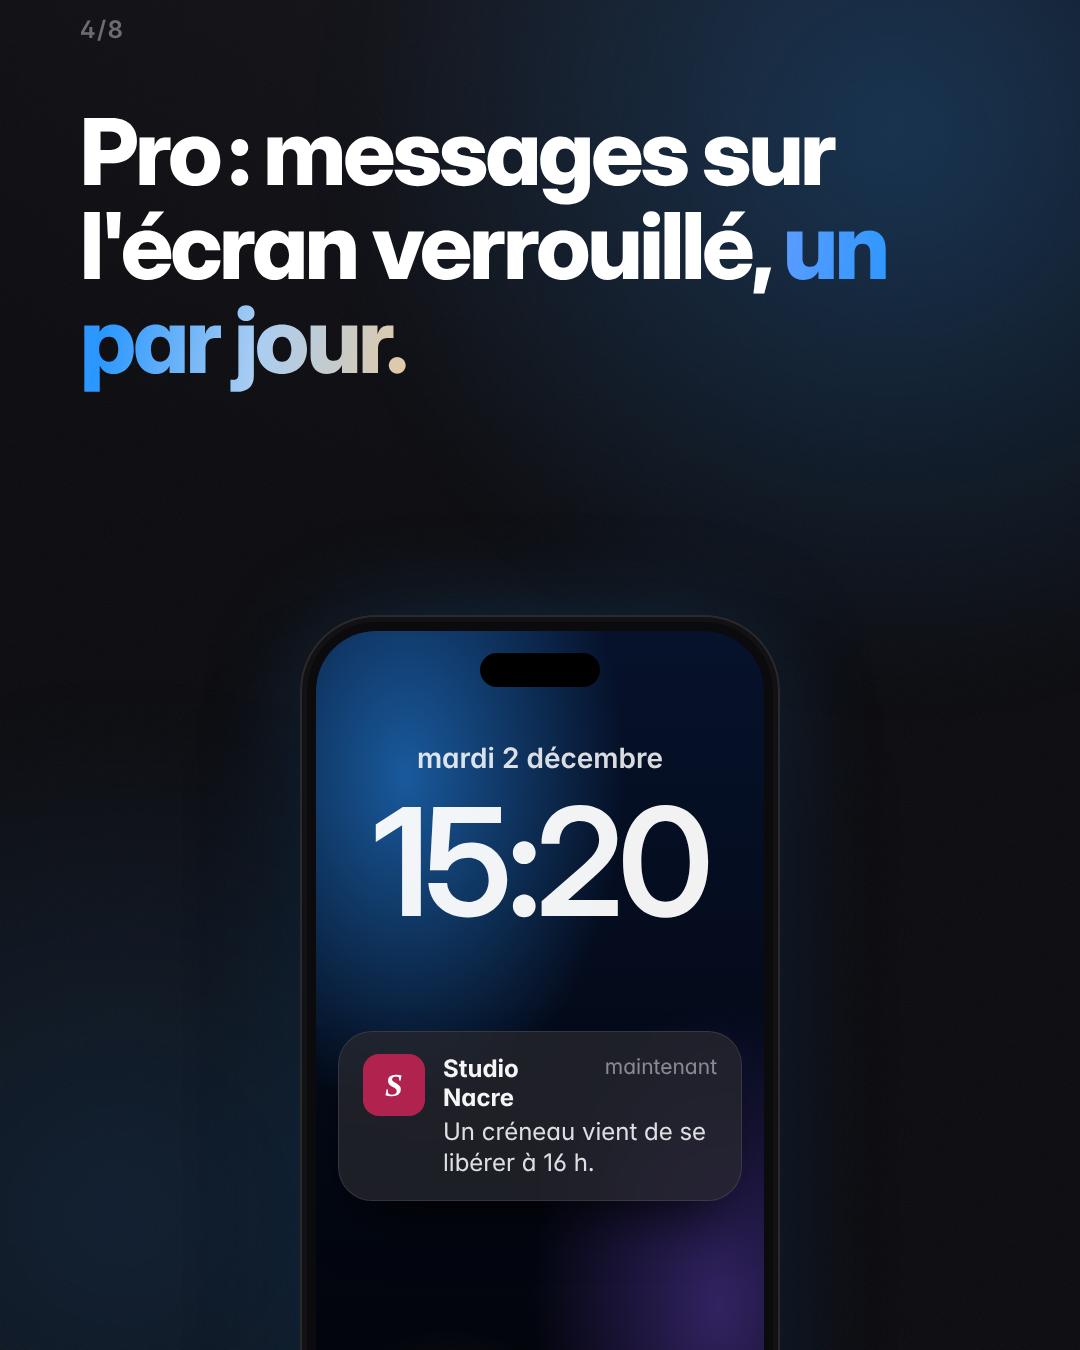 4/8
Pro : messages sur
l'écran verrouillé, un
par jour.
mardi 2 décembre
15:20
S
Studio
Nacre
maintenant
Un créneau vient de se
libérer à 16 h.